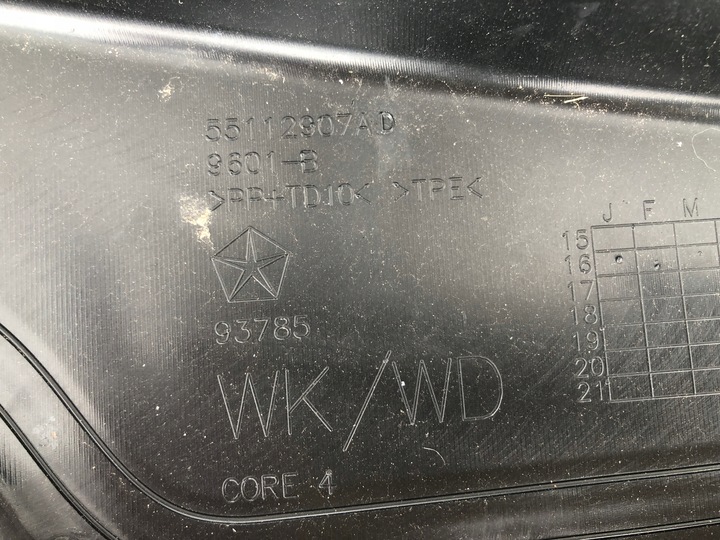 55112907AD
9601-B
>PP+TD10< >TPE<
93785
WK/WD
CORE 4
J F M
15
16
17
18
19
20
21